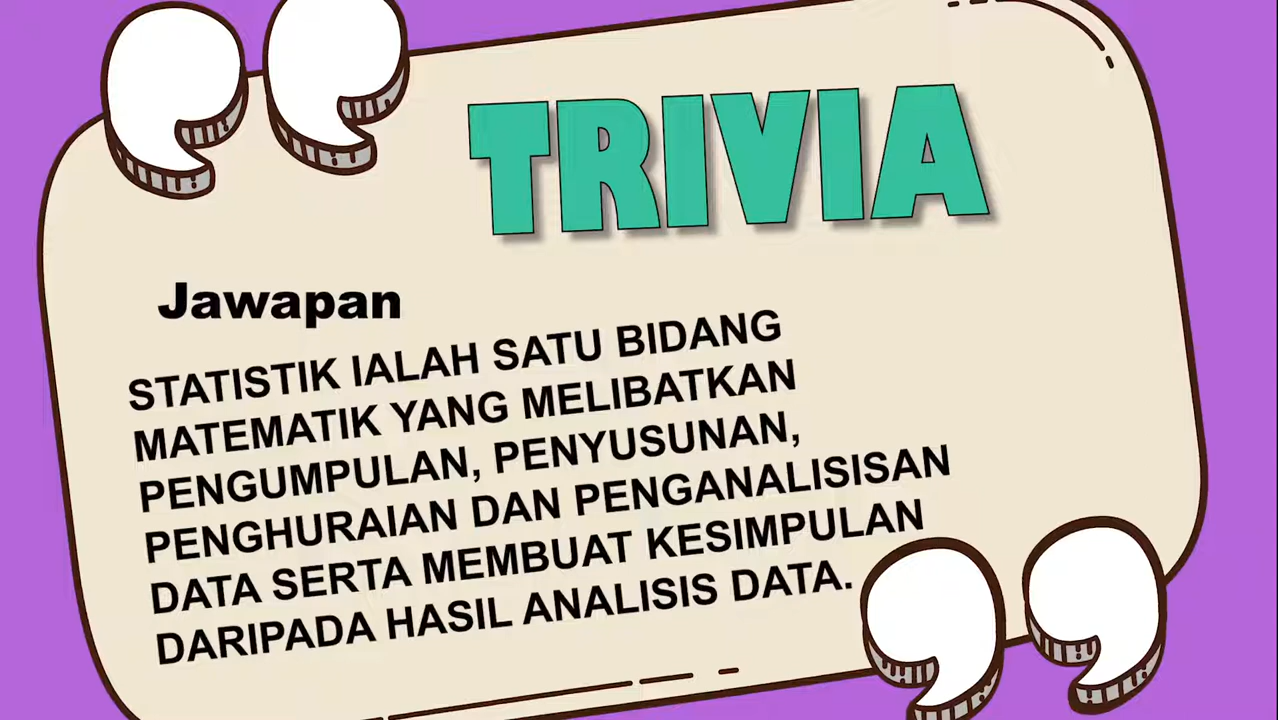 TRIVIA
Jawapan
STATISTIK IALAH SATU BIDANG
MATEMATIK YANG MELIBATKAN
PENGUMPULAN, PENYUSUNAN,
PENGHURAIAN DAN PENGANALISISAN
DATA SERTA MEMBUAT KESIMPULAN
DARIPADA HASIL ANALISIS DATA.